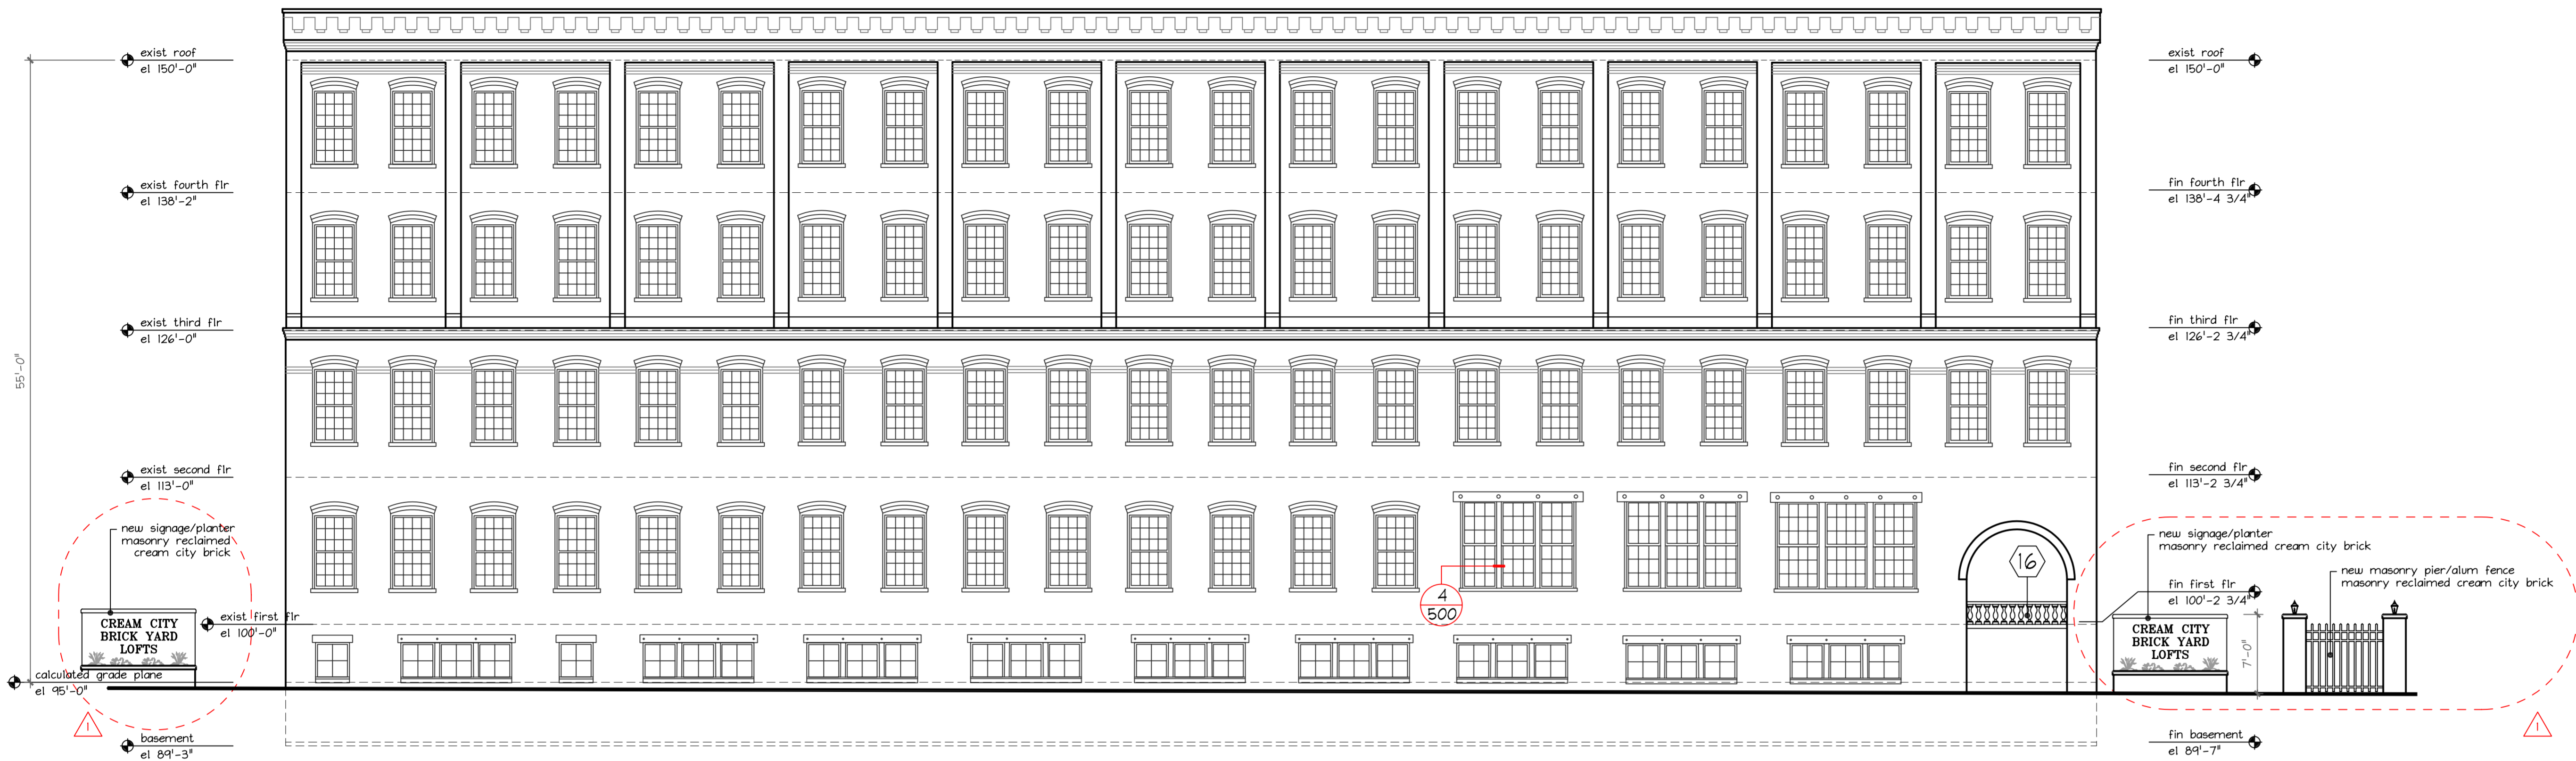 exist roof
el 150'-0"
exist fourth flr
el 138'-2"
exist third flr
el 126'-0"
55'-0"
exist second flr
el 113'-0"
new signage/planter
masonry reclaimed
cream city brick
exist first flr
el 100'-0"
CREAM CITY
BRICK YARD
LOFTS
calculated grade plane
el 95'-0"
1
basement
el 89'-3"
4
500
16
exist roof
el 150'-0"
fin fourth flr
el 138'-4 3/4"
fin third flr
el 126'-2 3/4"
fin second flr
el 113'-2 3/4"
new signage/planter
masonry reclaimed cream city brick
new masonry pier/alum fence
masonry reclaimed cream city brick
fin first flr
el 100'-2 3/4"
CREAM CITY
BRICK YARD
LOFTS
7'-0"
1
fin basement
el 89'-7"